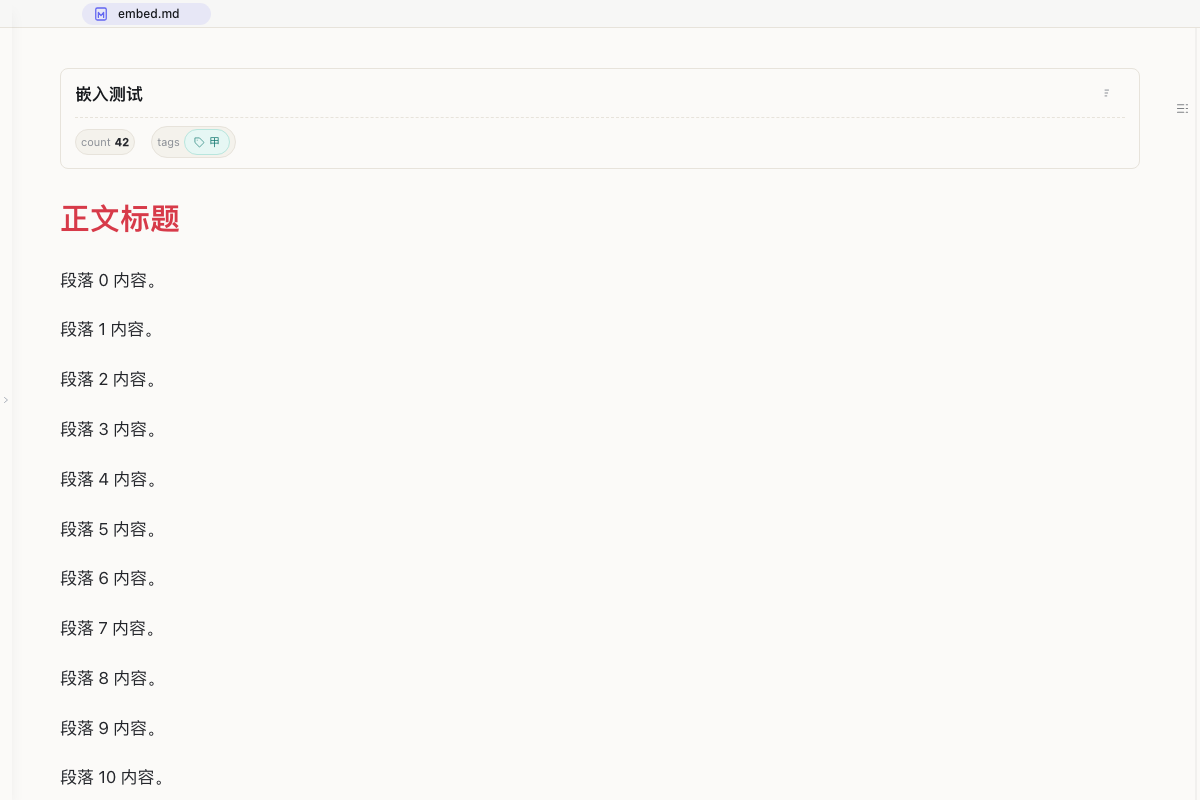 embed.md
嵌入测试
count 42 tags 甲
正文标题
段落 0 内容。
段落 1 内容。
段落 2 内容。
段落 3 内容。
段落 4 内容。
段落 5 内容。
段落 6 内容。
段落 7 内容。
段落 8 内容。
段落 9 内容。
段落 10 内容。